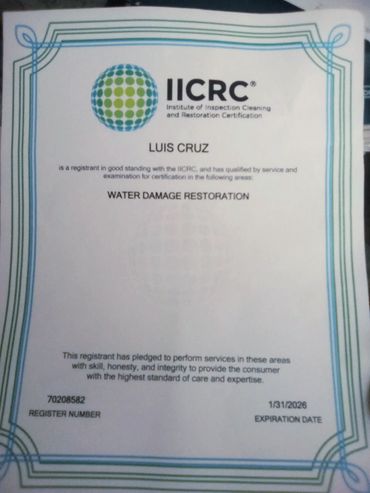 IICRC®
Institute of Inspection Cleaning
and Restoration Certification
LUIS CRUZ
is a registrant in good standing with the IICRC, and has qualified by service and
examination for certification in the following areas:
WATER DAMAGE RESTORATION
This registrant has pledged to perform services in these areas
with skill, honesty, and integrity to provide the consumer
with the highest standard of care and expertise.
70208582
REGISTER NUMBER
1/31/2026
EXPIRATION DATE